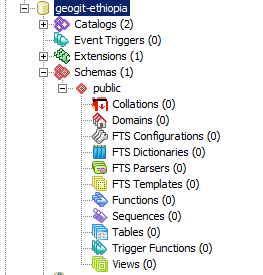 geogit-ethiopia
Catalogs (2)
Event Triggers (0)
Extensions (1)
Schemas (1)
public
Collations (0)
Domains (0)
FTS Configurations (0)
FTS Dictionaries (0)
FTS Parsers (0)
FTS Templates (0)
Functions (0)
Sequences (0)
Tables (0)
Trigger Functions (0)
Views (0)